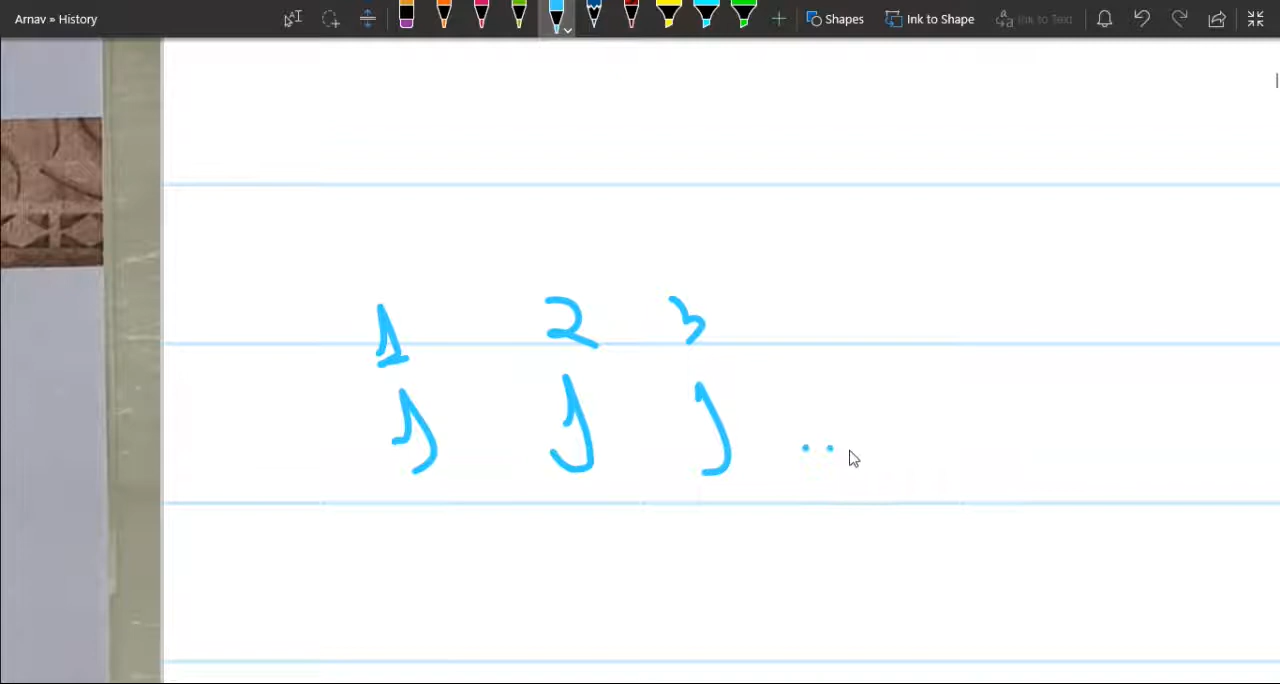 Arnav » History
Shapes Ink to Shape Ink to Text
1 2 3
J J J ..